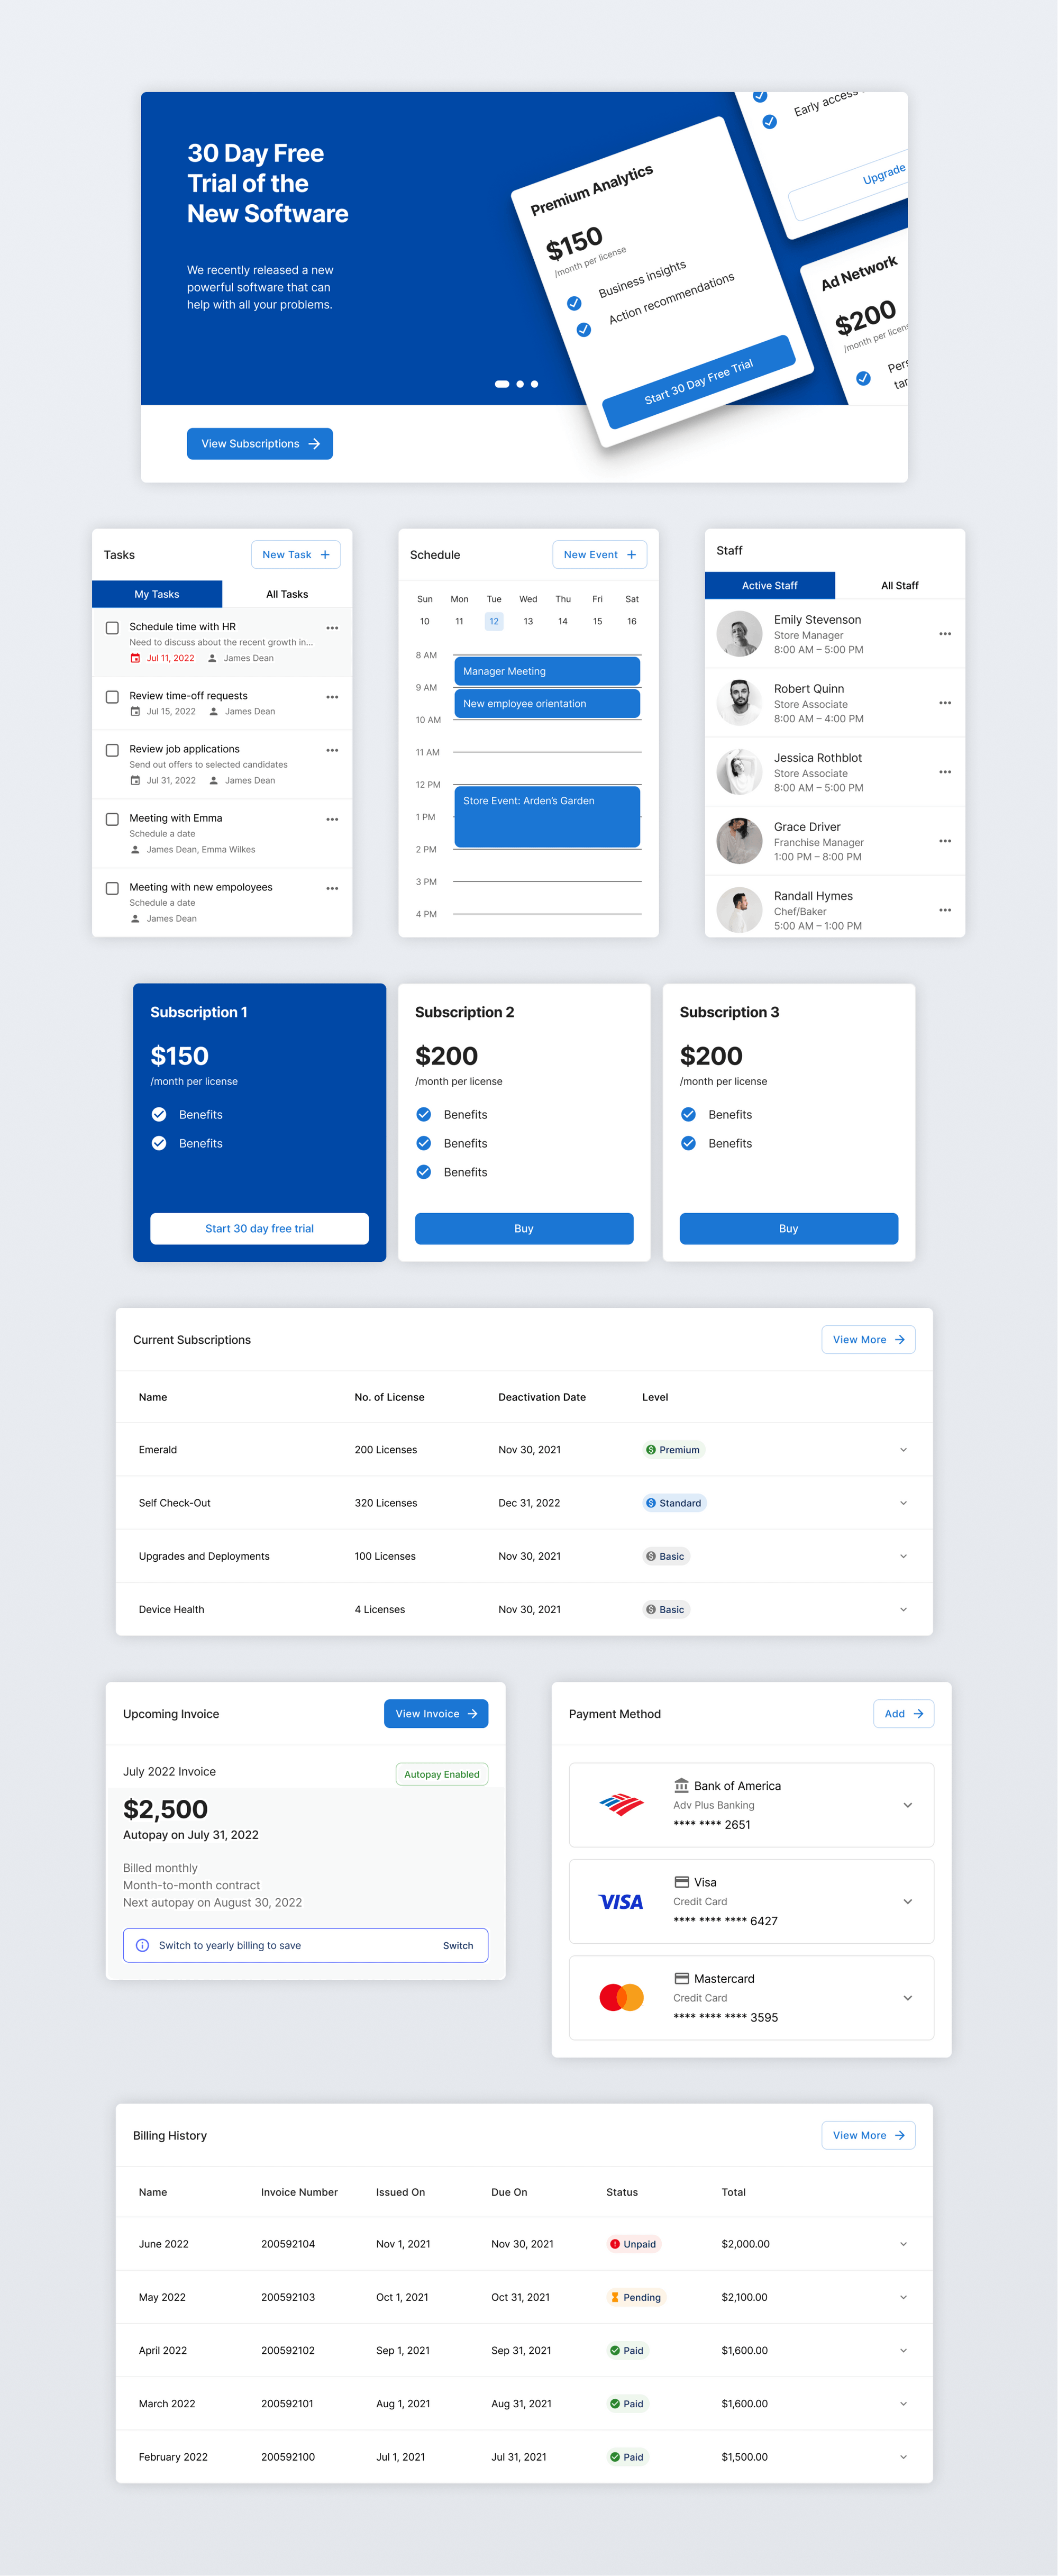 30 Day Free
Trial of the
New Software
We recently released a new
powerful software that can
help with all your problems.
View Subscriptions
Premium Analytics
$150
/month per license
Business insights
Action recommendations
Start 30 Day Free Trial
Early access
Upgrade
Ad Network
$200
/month per
Tasks
New Task
My Tasks
All Tasks
Schedule time with HR
Need to discuss about the recent growth in...
Jul 11, 2022 James Dean
Review time-off requests
Jul 15, 2022 James Dean
Review job applications
Send out offers to selected candidates
Jul 31, 2022 James Dean
Meeting with Emma
Schedule a date
James Dean, Emma Wilkes
Meeting with new empoloyees
Schedule a date
James Dean
Schedule
New Event
Sun Mon Tue Wed Thu Fri Sat
10 11 12 13 14 15 16
8 AM
Manager Meeting
9 AM
New employee orientation
10 AM
11 AM
12 PM
Store Event: Arden's Garden
1 PM
2 PM
3 PM
4 PM
Staff
Active Staff
All Staff
Emily Stevenson
Store Manager
8:00 AM – 5:00 PM
Robert Quinn
Store Associate
8:00 AM – 4:00 PM
Jessica Rothblot
Store Associate
8:00 AM – 5:00 PM
Grace Driver
Franchise Manager
1:00 PM – 8:00 PM
Randall Hymes
Chef/Baker
5:00 AM – 1:00 PM
Subscription 1
$150
/month per license
Benefits
Benefits
Start 30 day free trial
Subscription 2
$200
/month per license
Benefits
Benefits
Benefits
Buy
Subscription 3
$200
/month per license
Benefits
Benefits
Buy
Current Subscriptions
View More
Name No. of License Deactivation Date Level
Emerald 200 Licenses Nov 30, 2021 Premium
Self Check-Out 320 Licenses Dec 31, 2022 Standard
Upgrades and Deployments 100 Licenses Nov 30, 2021 Basic
Device Health 4 Licenses Nov 30, 2021 Basic
Upcoming Invoice
View Invoice
July 2022 Invoice
Autopay Enabled
$2,500
Autopay on July 31, 2022
Billed monthly
Month-to-month contract
Next autopay on August 30, 2022
Switch to yearly billing to save Switch
Payment Method
Add
Bank of America
Adv Plus Banking
**** **** 2651
VISA
Visa
Credit Card
**** **** **** 6427
Mastercard
Credit Card
**** **** **** 3595
Billing History
View More
Name Invoice Number Issued On Due On Status Total
June 2022 200592104 Nov 1, 2021 Nov 30, 2021 Unpaid $2,000.00
May 2022 200592103 Oct 1, 2021 Oct 31, 2021 Pending $2,100.00
April 2022 200592102 Sep 1, 2021 Sep 31, 2021 Paid $1,600.00
March 2022 200592101 Aug 1, 2021 Aug 31, 2021 Paid $1,600.00
February 2022 200592100 Jul 1, 2021 Jul 31, 2021 Paid $1,500.00